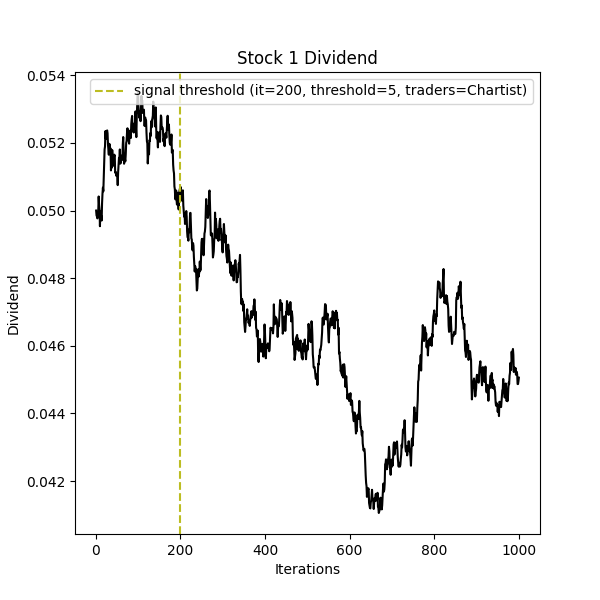 Stock 1 Dividend
signal threshold (it=200, threshold=5, traders=Chartist)
0.054
0.052
0.050
0.048
0.046
0.044
0.042
Dividend
0 200 400 600 800 1000
Iterations